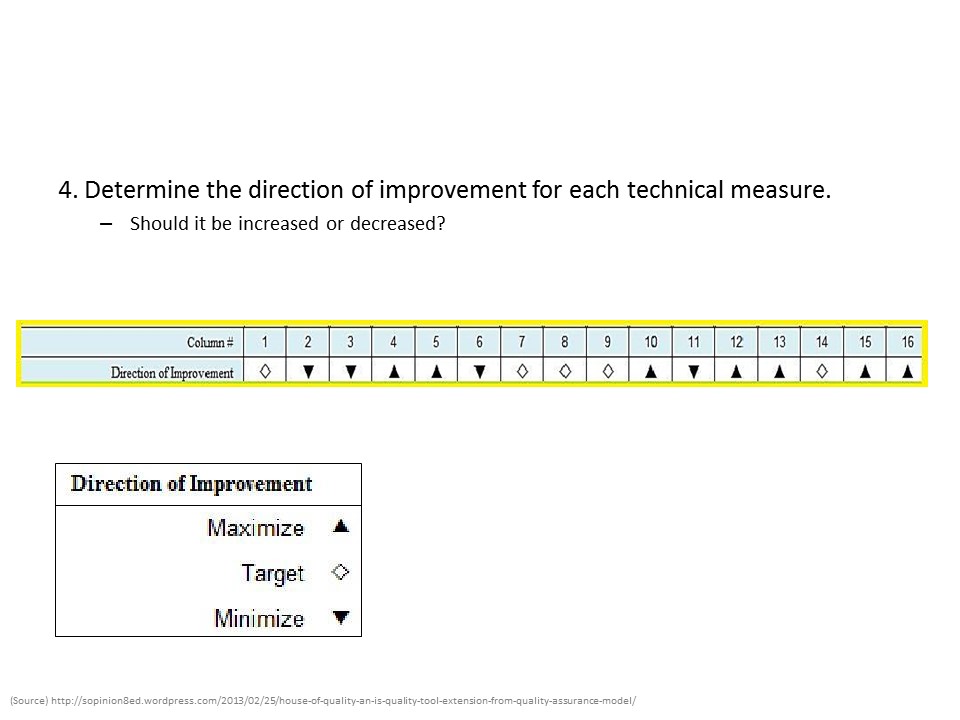 4. Determine the direction of improvement for each technical measure.
– Should it be increased or decreased?
Column # 1 2 3 4 5 6 7 8 9 10 11 12 13 14 15 16
Direction of Improvement ◇ ▼ ▼ ▲ ▲ ▼ ◇ ◇ ◇ ▲ ▼ ▲ ▲ ◇ ▲ ▲
Direction of Improvement
Maximize ▲
Target ◇
Minimize ▼
(Source) http://sopinion8ed.wordpress.com/2013/02/25/house-of-quality-an-is-quality-tool-extension-from-quality-assurance-model/